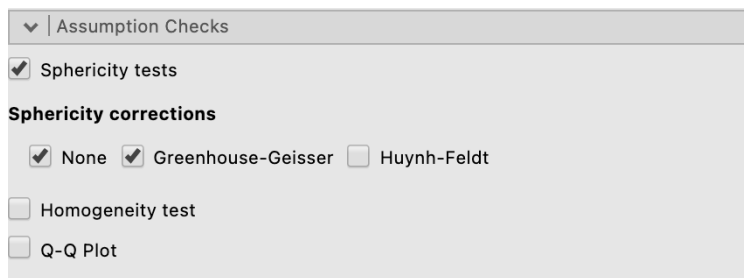 Assumption Checks
Sphericity tests
Sphericity corrections
None Greenhouse-Geisser Huynh-Feldt
Homogeneity test
Q-Q Plot